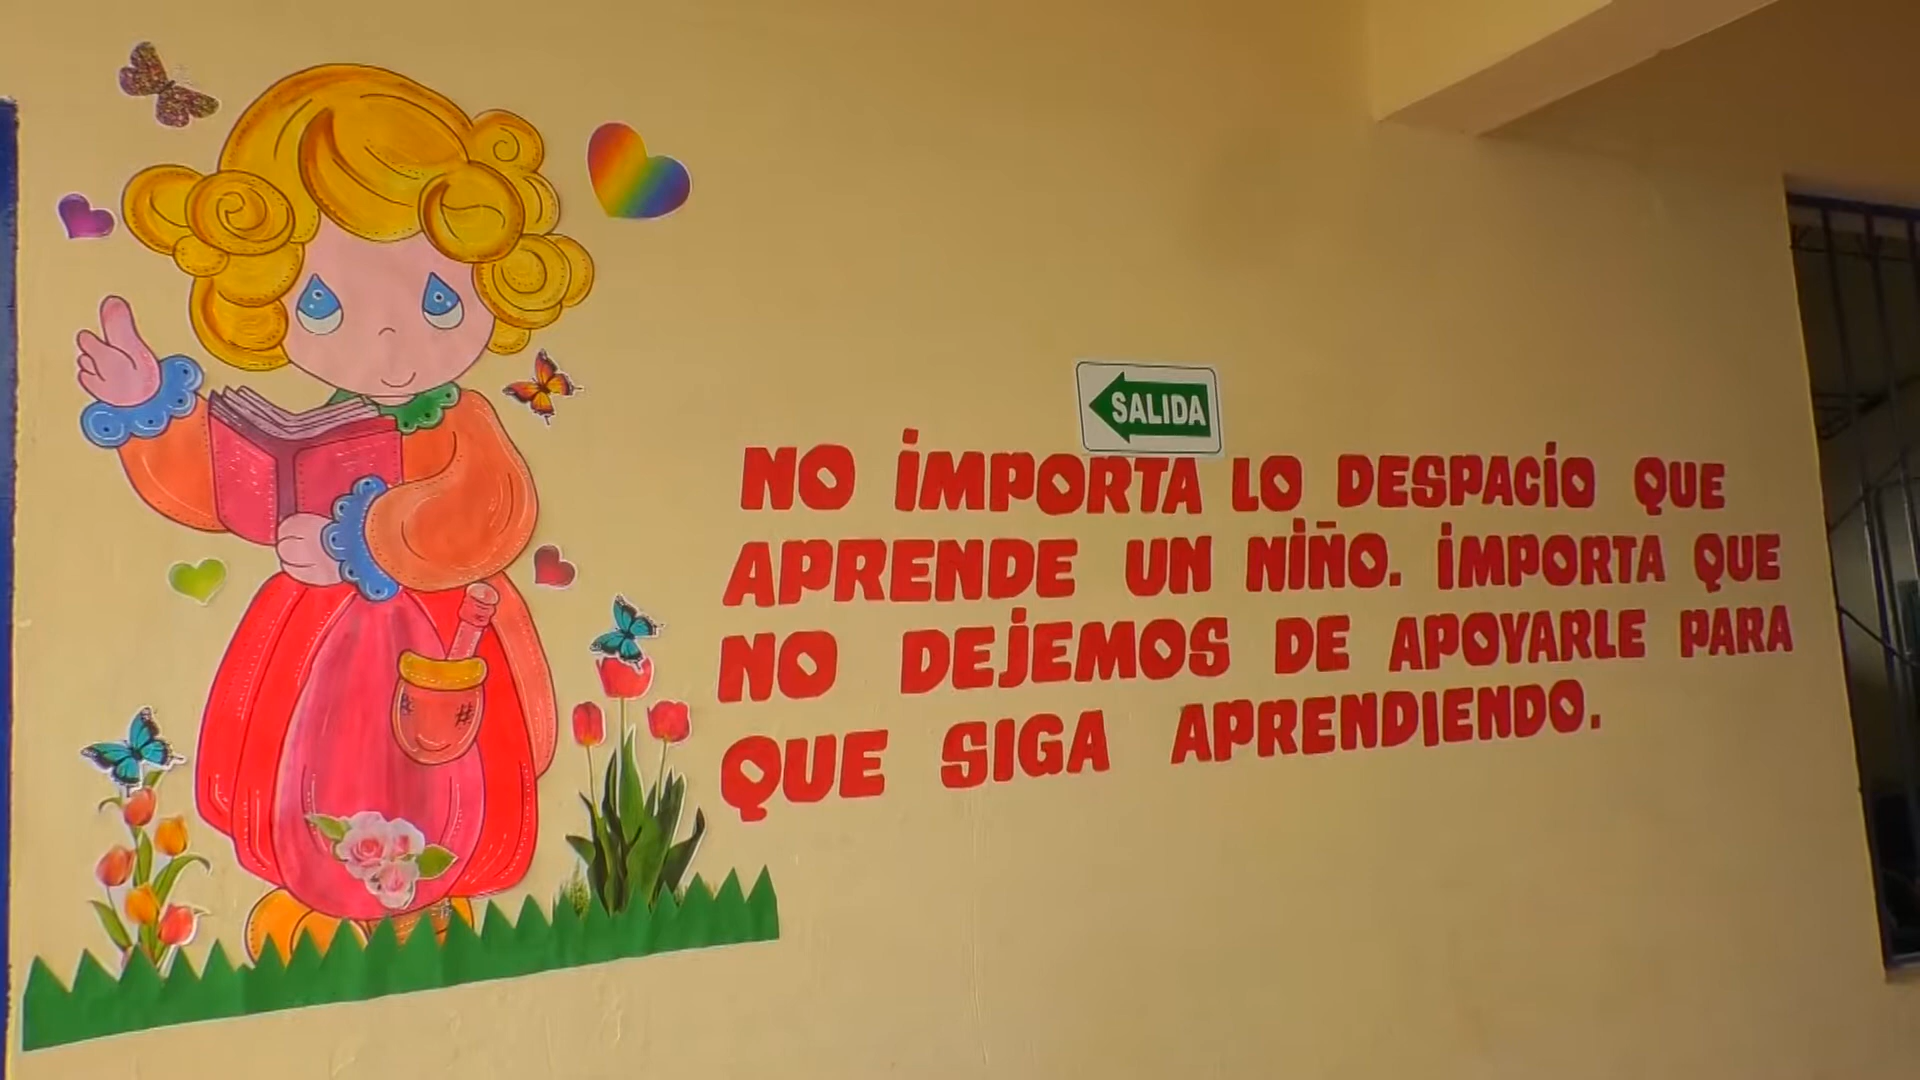 SALIDA
NO IMPORTA LO DESPACIO QUE
APRENDE UN NIÑO. IMPORTA QUE
NO DEJEMOS DE APOYARLE PARA
QUE SIGA APRENDIENDO.